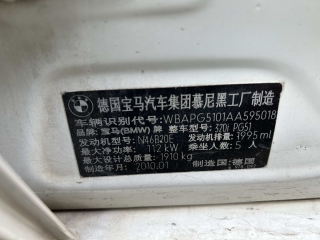 德国宝马汽车集团慕尼黑工厂制造
车辆识别代号: WBAPG5101AA595018
品牌: 宝马(BMW) 牌 整车型号: 320i PG51
发动机型号: N46B20E 发动机排量: 1995 ml
最大净功率: 112 kW 乘坐人数: 5 人
最大总质量: 1910 kg
制造年月: 2010.01 制造国: 德国